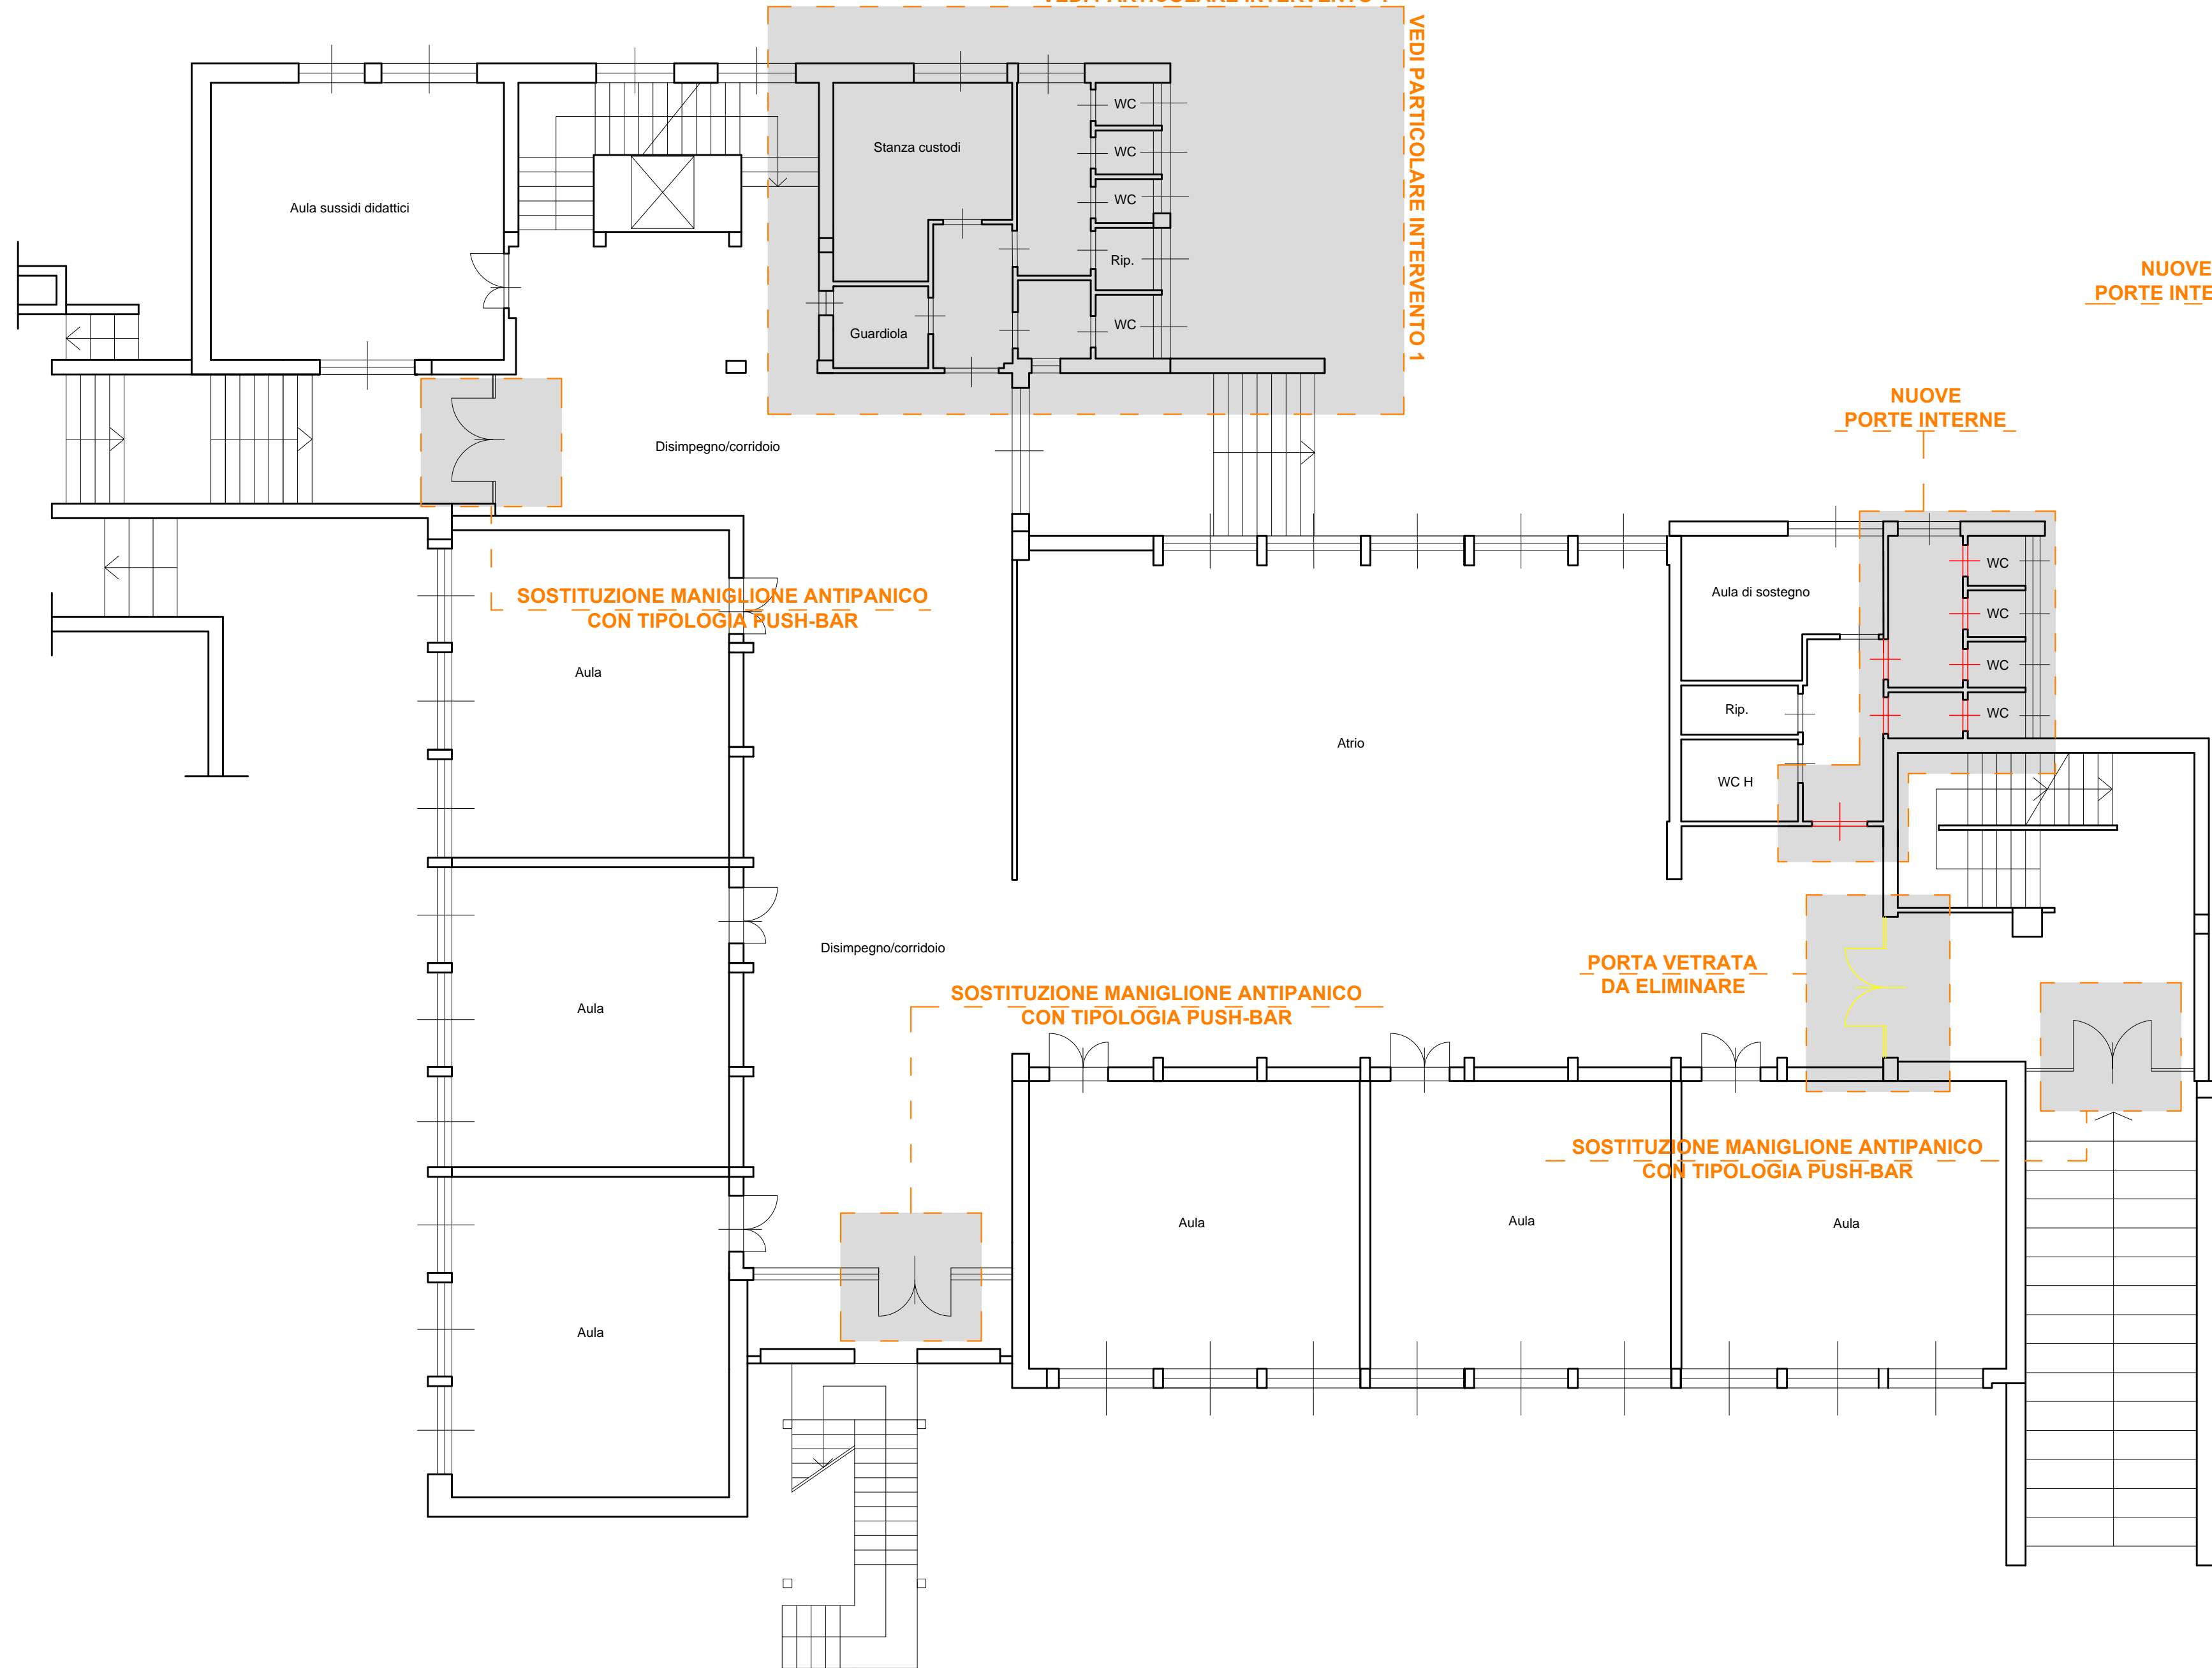 VEDI PARTICOLARE INTERVENTO 1
WC
WC
WC
Rip.
WC
Stanza custodi
Guardiola
Aula sussidi didattici
NUOVE
NUOVE
PORTE INTERNE
Disimpegno/corridoio
SOSTITUZIONE MANIGLIONE ANTIPANICO
CON TIPOLOGIA PUSH-BAR
Aula
Aula di sostegno
WC
WC
WC
WC
Rip.
WC H
Atrio
Disimpegno/corridoio
PORTA VETRATA
DA ELIMINARE
SOSTITUZIONE MANIGLIONE ANTIPANICO
CON TIPOLOGIA PUSH-BAR
Aula
SOSTITUZIONE MANIGLIONE ANTIPANICO
CON TIPOLOGIA PUSH-BAR
Aula
Aula
Aula
Aula